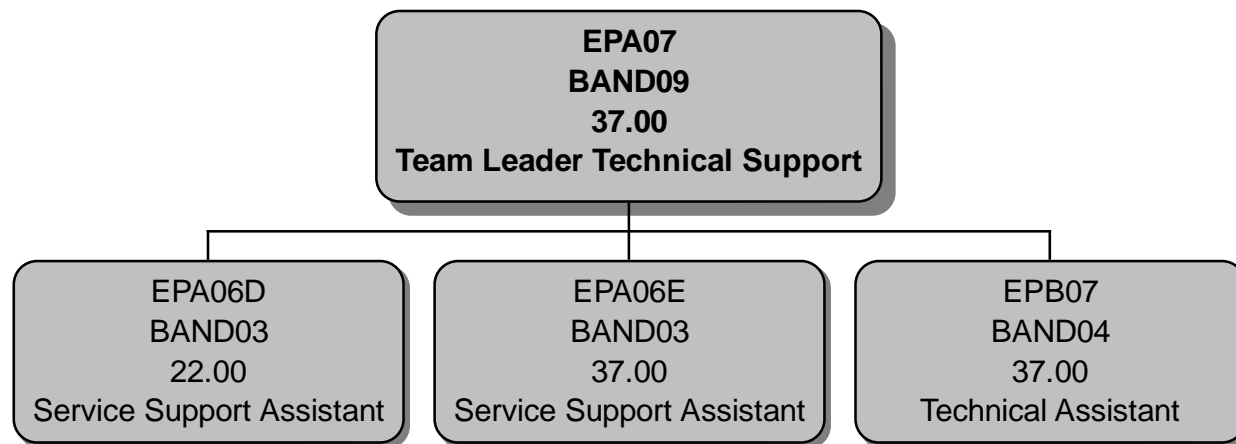 EPA07
BAND09
37.00
Team Leader Technical Support
EPA06D
BAND03
22.00
Service Support Assistant
EPA06E
BAND03
37.00
Service Support Assistant
EPB07
BAND04
37.00
Technical Assistant